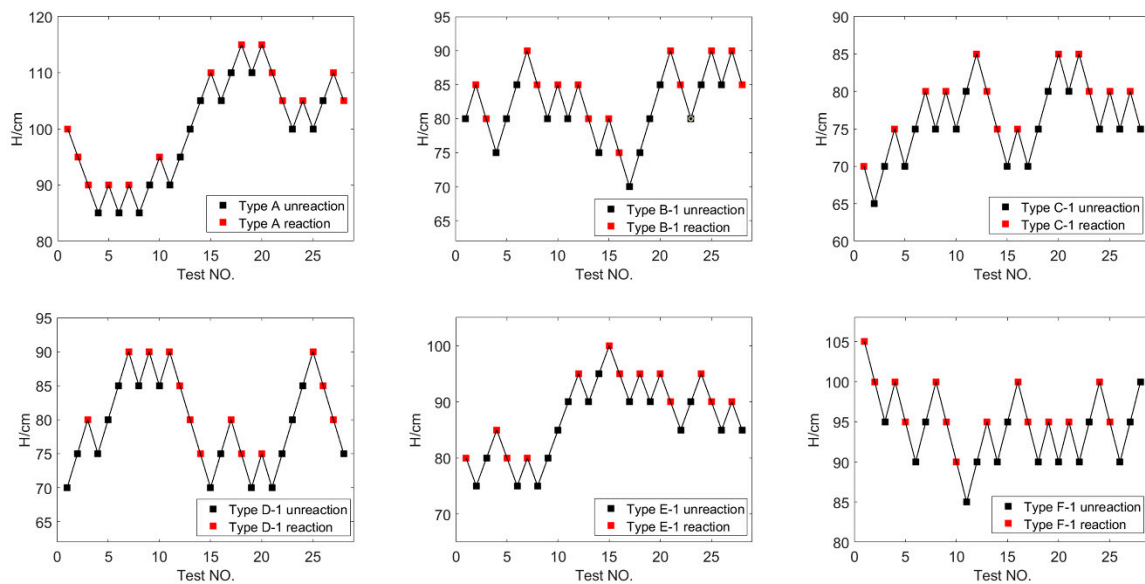 120
110
100
90
80
H/cm
0 5 10 15 20 25
Test NO.
Type A unreaction
Type A reaction
95
90
85
80
75
70
65
H/cm
0 5 10 15 20 25
Test NO.
Type B-1 unreaction
Type B-1 reaction
90
85
80
75
70
65
60
H/cm
0 5 10 15 20 25
Test NO.
Type C-1 unreaction
Type C-1 reaction
95
90
85
80
75
70
65
H/cm
0 5 10 15 20 25
Test NO.
Type D-1 unreaction
Type D-1 reaction
100
90
80
70
H/cm
0 5 10 15 20 25
Test NO.
Type E-1 unreaction
Type E-1 reaction
105
100
95
90
85
80
H/cm
0 5 10 15 20 25
Test NO.
Type F-1 unreaction
Type F-1 reaction